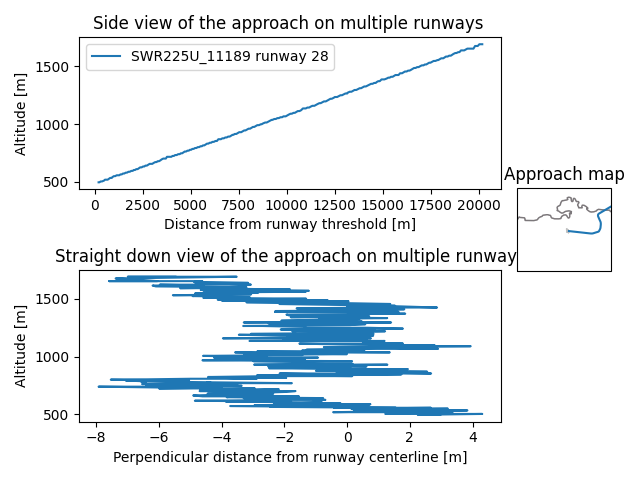 Side view of the approach on multiple runways
SWR225U_11189 runway 28
Altitude [m]
1500
1000
500
0 2500 5000 7500 10000 12500 15000 17500 20000
Distance from runway threshold [m]
Approach map
Straight down view of the approach on multiple runway
Altitude [m]
1500
1000
500
−8 −6 −4 −2 0 2 4
Perpendicular distance from runway centerline [m]